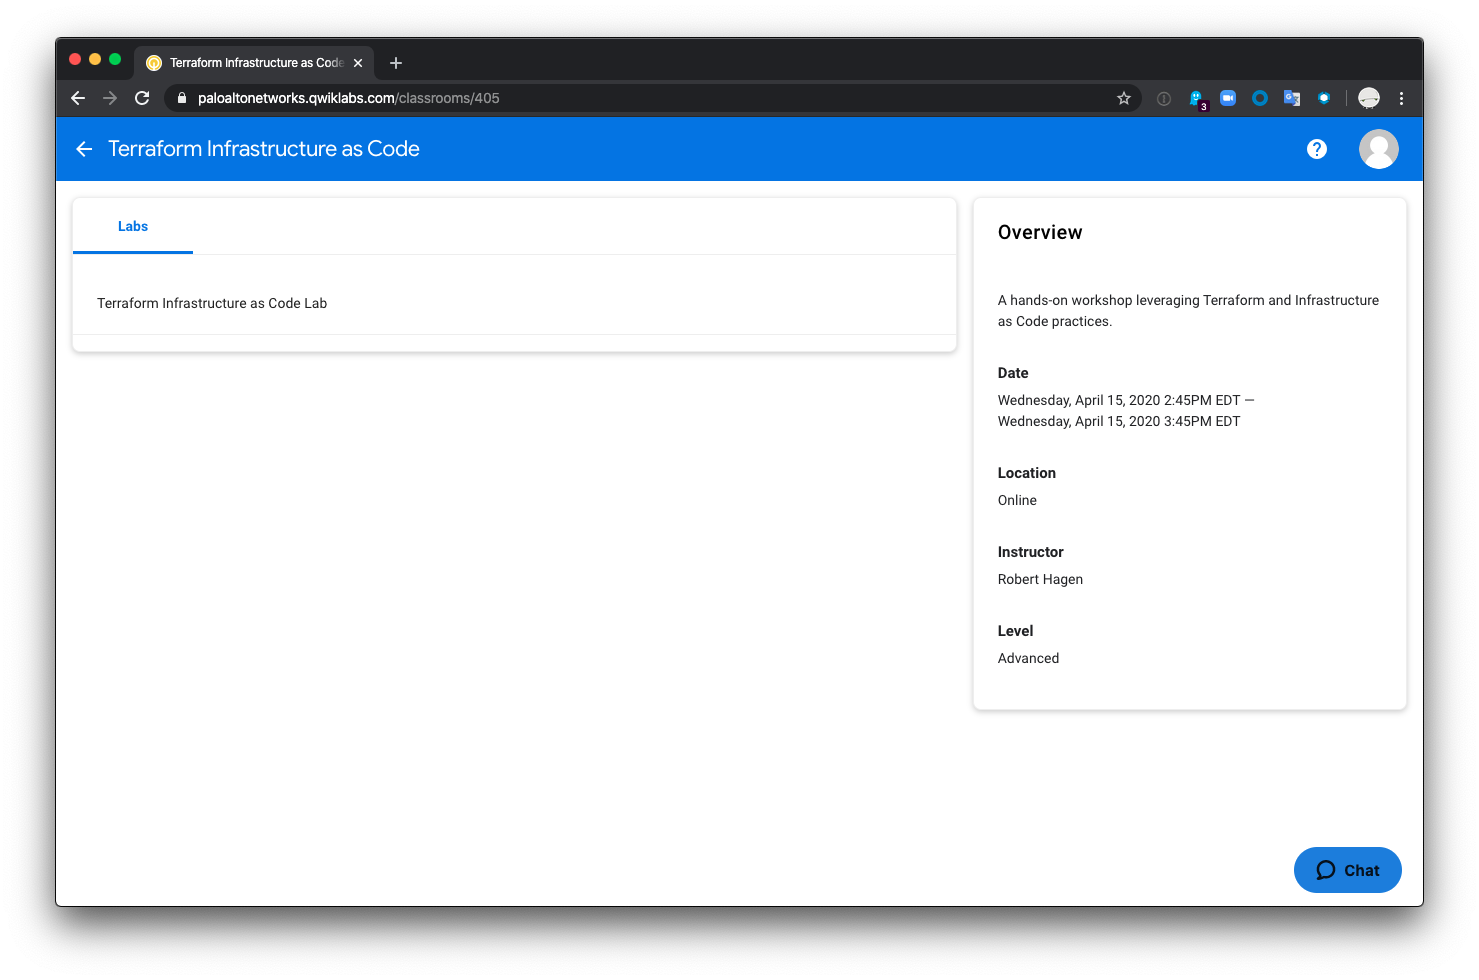 Terraform Infrastructure as Code
paloaltonetworks.qwiklabs.com/classrooms/405
3
Terraform Infrastructure as Code
?
Labs
Terraform Infrastructure as Code Lab
Overview
A hands-on workshop leveraging Terraform and Infrastructure
as Code practices.
Date
Wednesday, April 15, 2020 2:45PM EDT —
Wednesday, April 15, 2020 3:45PM EDT
Location
Online
Instructor
Robert Hagen
Level
Advanced
Chat